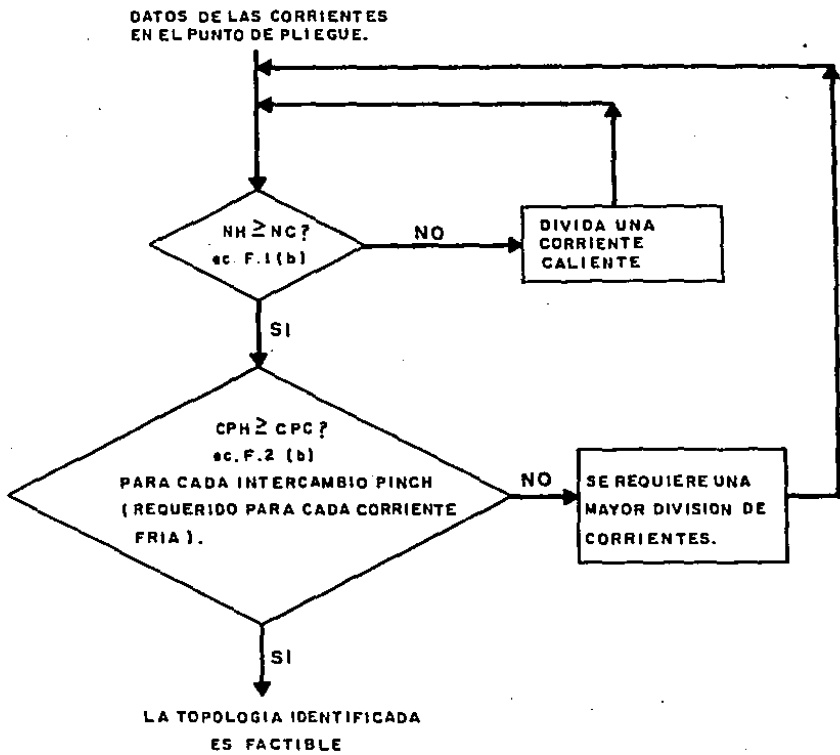 DATOS DE LAS CORRIENTES
EN EL PUNTO DE PLIEGUE.
NH ≥ NC?
ec. F.1 (b)
NO
DIVIDA UNA
CORRIENTE
CALIENTE
SI
CPH ≥ CPC?
ec. F.2 (b)
PARA CADA INTERCAMBIO PINCH
(REQUERIDO PARA CADA CORRIENTE
FRIA).
NO
SE REQUIERE UNA
MAYOR DIVISION DE
CORRIENTES.
SI
LA TOPOLOGIA IDENTIFICADA
ES FACTIBLE